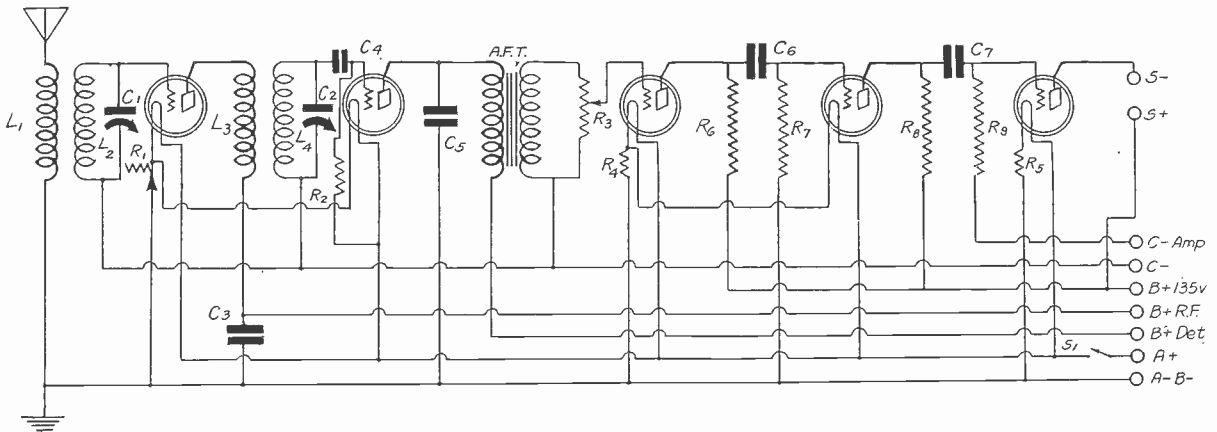 L1
C1
L2
R1
L3
C3
C4
C2
L4
R2
C5
A.F.T.
R3
R4
C6
R6
R7
C7
R8
R9
R5
S-
S+
C-Amp
C-
B+135v
B+R.F.
B+Det
S1
A+
A-B-